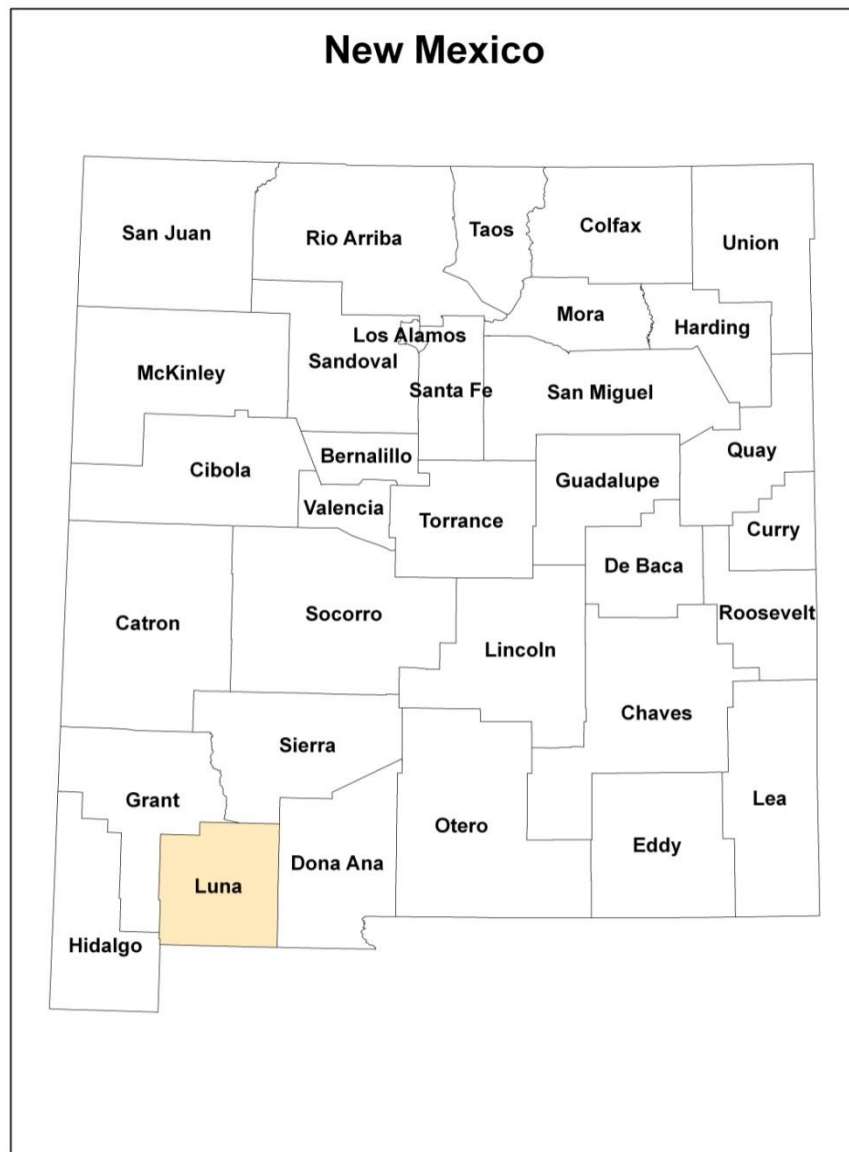 New Mexico
San Juan
Rio Arriba
Taos
Colfax
Union
Mora
Harding
Los Alamos
Sandoval
McKinley
Santa Fe
San Miguel
Bernalillo
Quay
Cibola
Guadalupe
Valencia
Torrance
Curry
De Baca
Catron
Socorro
Roosevelt
Lincoln
Chaves
Sierra
Grant
Lea
Otero
Eddy
Dona Ana
Luna
Hidalgo